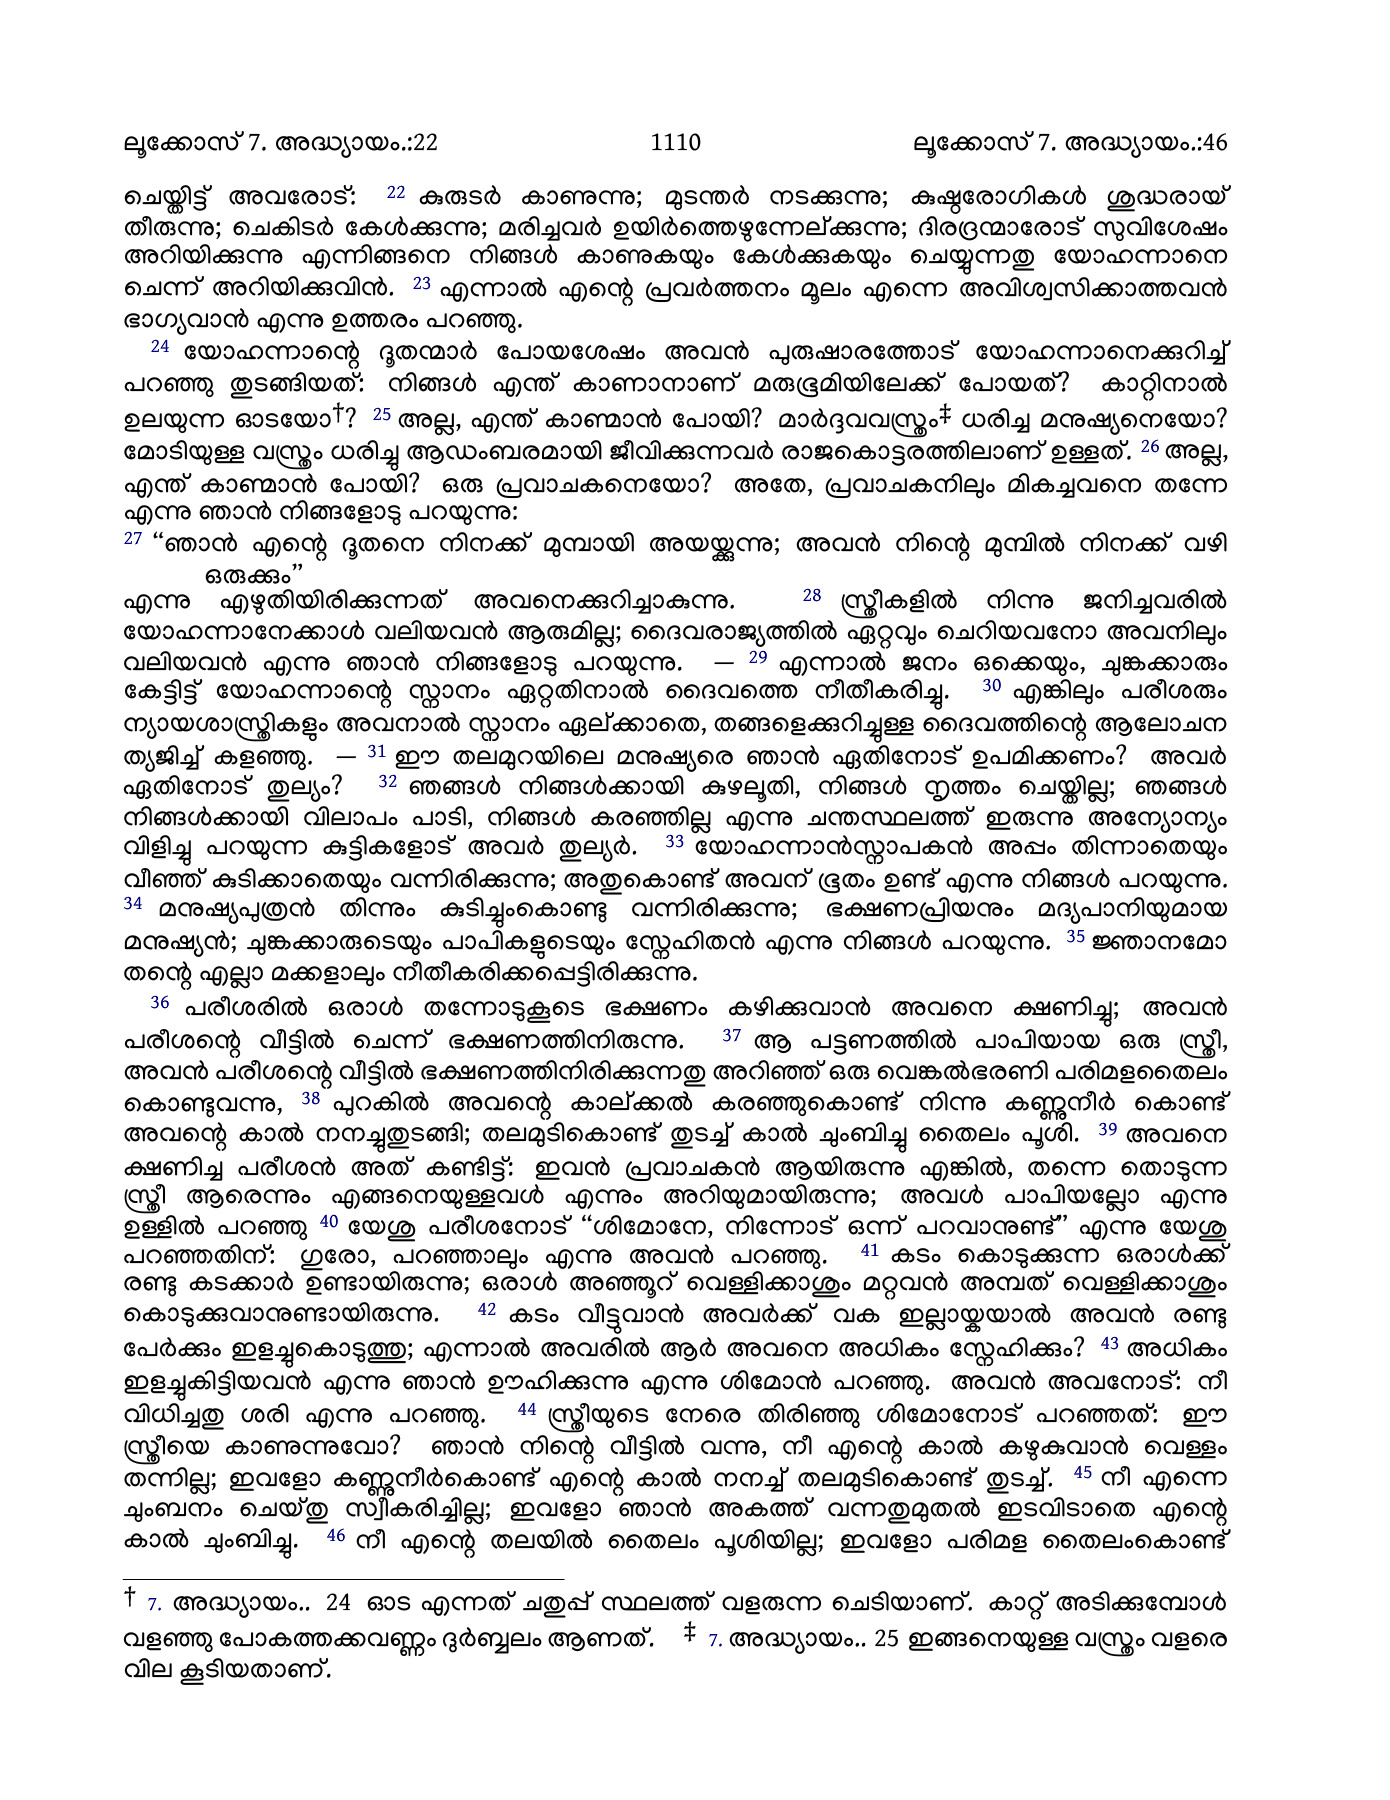 ലൂക്കോസ് 7. അദ്ധ്യായം.:22 1110 ലൂക്കോസ് 7. അദ്ധ്യായം.:46
ചെയ്തിട്ട് അവരോട്: 22 കുരുടർ കാണുന്നു; മുടന്തർ നടക്കുന്നു; കുഷ്ഠരോഗികൾ ശുദ്ധരായ്
തീരുന്നു; ചെകിടർ കേൾക്കുന്നു; മരിച്ചവർ ഉയിർത്തെഴുന്നേല്ക്കുന്നു; ദിരദ്രന്മാരോട് സുവിശേഷം
അറിയിക്കുന്നു എന്നിങ്ങനെ നിങ്ങൾ കാണുകയും കേൾക്കുകയും ചെയ്യുന്നതു യോഹന്നാനെ
ചെന്ന് അറിയിക്കുവിൻ. 23 എന്നാൽ എന്റെ പ്രവർത്തനം മൂലം എന്നെ അവിശ്വസിക്കാത്തവൻ
ഭാഗ്യവാൻ എന്നു ഉത്തരം പറഞ്ഞു.
24 യോഹന്നാന്റെ ദൂതന്മാർ പോയശേഷം അവൻ പുരുഷാരത്തോട് യോഹന്നാനെക്കുറിച്ച്
പറഞ്ഞു തുടങ്ങിയത്: നിങ്ങൾ എന്ത് കാണാനാണ് മരുഭൂമിയിലേക്ക് പോയത്? കാറ്റിനാൽ
ഉലയുന്ന ഓടയോ†? 25 അല്ല, എന്ത് കാണ്മാൻ പോയി? മാർദ്ദവവസ്ത്രം‡ ധരിച്ച മനുഷ്യനെയോ?
മോടിയുള്ള വസ്ത്രം ധരിച്ചു ആഡംബരമായി ജീവിക്കുന്നവർ രാജകൊട്ടരത്തിലാണ് ഉള്ളത്. 26 അല്ല,
എന്ത് കാണ്മാൻ പോയി? ഒരു പ്രവാചകനെയോ? അതേ, പ്രവാചകനിലും മികച്ചവനെ തന്നേ
എന്നു ഞാൻ നിങ്ങളോടു പറയുന്നു:
27 “ഞാൻ എന്റെ ദൂതനെ നിനക്ക് മുമ്പായി അയയ്ക്കുന്നു; അവൻ നിന്റെ മുമ്പിൽ നിനക്ക് വഴി
ഒരുക്കും”
എന്നു എഴുതിയിരിക്കുന്നത് അവനെക്കുറിച്ചാകുന്നു. 28 സ്ത്രീകളിൽ നിന്നു ജനിച്ചവരിൽ
യോഹന്നാനേക്കാൾ വലിയവൻ ആരുമില്ല; ദൈവരാജ്യത്തിൽ ഏറ്റവും ചെറിയവനോ അവനിലും
വലിയവൻ എന്നു ഞാൻ നിങ്ങളോടു പറയുന്നു. — 29 എന്നാൽ ജനം ഒക്കെയും, ചുങ്കക്കാരും
കേട്ടിട്ട് യോഹന്നാന്റെ സ്നാനം ഏറ്റതിനാൽ ദൈവത്തെ നീതീകരിച്ചു. 30 എങ്കിലും പരീശരും
ന്യായശാസ്ത്രികളും അവനാൽ സ്നാനം ഏല്ക്കാതെ, തങ്ങളെക്കുറിച്ചുള്ള ദൈവത്തിന്റെ ആലോചന
ത്യജിച്ച് കളഞ്ഞു. — 31 ഈ തലമുറയിലെ മനുഷ്യരെ ഞാൻ ഏതിനോട് ഉപമിക്കണം? അവർ
ഏതിനോട് തുല്യം? 32 ഞങ്ങൾ നിങ്ങൾക്കായി കുഴലൂതി, നിങ്ങൾ നൃത്തം ചെയ്തില്ല; ഞങ്ങൾ
നിങ്ങൾക്കായി വിലാപം പാടി, നിങ്ങൾ കരഞ്ഞില്ല എന്നു ചന്തസ്ഥലത്ത് ഇരുന്നു അന്യോന്യം
വിളിച്ചു പറയുന്ന കുട്ടികളോട് അവർ തുല്യർ. 33 യോഹന്നാൻസ്നാപകൻ അപ്പം തിന്നാതെയും
വീഞ്ഞ് കുടിക്കാതെയും വന്നിരിക്കുന്നു; അതുകൊണ്ട് അവന് ഭൂതം ഉണ്ട് എന്നു നിങ്ങൾ പറയുന്നു.
34 മനുഷ്യപുത്രൻ തിന്നും കുടിച്ചുംകൊണ്ടു വന്നിരിക്കുന്നു; ഭക്ഷണപ്രിയനും മദ്യപാനിയുമായ
മനുഷ്യൻ; ചുങ്കക്കാരുടെയും പാപികളുടെയും സ്നേഹിതൻ എന്നു നിങ്ങൾ പറയുന്നു. 35 ജ്ഞാനമോ
തന്റെ എല്ലാ മക്കളാലും നീതീകരിക്കപ്പെട്ടിരിക്കുന്നു.
36 പരീശരിൽ ഒരാൾ തന്നോടുകൂടെ ഭക്ഷണം കഴിക്കുവാൻ അവനെ ക്ഷണിച്ചു; അവൻ
പരീശന്റെ വീട്ടിൽ ചെന്ന് ഭക്ഷണത്തിനിരുന്നു. 37 ആ പട്ടണത്തിൽ പാപിയായ ഒരു സ്ത്രീ,
അവൻ പരീശന്റെ വീട്ടിൽ ഭക്ഷണത്തിനിരിക്കുന്നതു അറിഞ്ഞ് ഒരു വെങ്കൽഭരണി പരിമളതൈലം
കൊണ്ടുവന്നു, 38 പുറകിൽ അവന്റെ കാല്ക്കൽ കരഞ്ഞുകൊണ്ട് നിന്നു കണ്ണുനീർ കൊണ്ട്
അവന്റെ കാൽ നനച്ചുതുടങ്ങി; തലമുടികൊണ്ട് തുടച്ച് കാൽ ചുംബിച്ചു തൈലം പൂശി. 39 അവനെ
ക്ഷണിച്ച പരീശൻ അത് കണ്ടിട്ട്: ഇവൻ പ്രവാചകൻ ആയിരുന്നു എങ്കിൽ, തന്നെ തൊടുന്ന
സ്ത്രീ ആരെന്നും എങ്ങനെയുള്ളവൾ എന്നും അറിയുമായിരുന്നു; അവൾ പാപിയല്ലോ എന്നു
ഉള്ളിൽ പറഞ്ഞു 40 യേശു പരീശനോട് “ശിമോനേ, നിന്നോട് ഒന്ന് പറവാനുണ്ട്” എന്നു യേശു
പറഞ്ഞതിന്: ഗുരോ, പറഞ്ഞാലും എന്നു അവൻ പറഞ്ഞു. 41 കടം കൊടുക്കുന്ന ഒരാൾക്ക്
രണ്ടു കടക്കാർ ഉണ്ടായിരുന്നു; ഒരാൾ അഞ്ഞൂറ് വെള്ളിക്കാശും മറ്റവൻ അമ്പത് വെള്ളിക്കാശും
കൊടുക്കുവാനുണ്ടായിരുന്നു. 42 കടം വീട്ടുവാൻ അവർക്ക് വക ഇല്ലായ്കയാൽ അവൻ രണ്ടു
പേർക്കും ഇളച്ചുകൊടുത്തു; എന്നാൽ അവരിൽ ആർ അവനെ അധികം സ്നേഹിക്കും? 43 അധികം
ഇളച്ചുകിട്ടിയവൻ എന്നു ഞാൻ ഊഹിക്കുന്നു എന്നു ശിമോൻ പറഞ്ഞു. അവൻ അവനോട്: നീ
വിധിച്ചതു ശരി എന്നു പറഞ്ഞു. 44 സ്ത്രീയുടെ നേരെ തിരിഞ്ഞു ശിമോനോട് പറഞ്ഞത്: ഈ
സ്ത്രീയെ കാണുന്നുവോ? ഞാൻ നിന്റെ വീട്ടിൽ വന്നു, നീ എന്റെ കാൽ കഴുകുവാൻ വെള്ളം
തന്നില്ല; ഇവളോ കണ്ണുനീർകൊണ്ട് എന്റെ കാൽ നനച്ച് തലമുടികൊണ്ട് തുടച്ച്. 45 നീ എന്നെ
ചുംബനം ചെയ്തു സ്വീകരിച്ചില്ല; ഇവളോ ഞാൻ അകത്ത് വന്നതുമുതൽ ഇടവിടാതെ എന്റെ
കാൽ ചുംബിച്ചു. 46 നീ എന്റെ തലയിൽ തൈലം പൂശിയില്ല; ഇവളോ പരിമള തൈലംകൊണ്ട്
† 7. അദ്ധ്യായം.. 24 ഓട എന്നത് ചതുപ്പ് സ്ഥലത്ത് വളരുന്ന ചെടിയാണ്. കാറ്റ് അടിക്കുമ്പോൾ
വളഞ്ഞു പോകത്തക്കവണ്ണം ദുർബ്ബലം ആണത്. ‡ 7. അദ്ധ്യായം.. 25 ഇങ്ങനെയുള്ള വസ്ത്രം വളരെ
വില കൂടിയതാണ്.